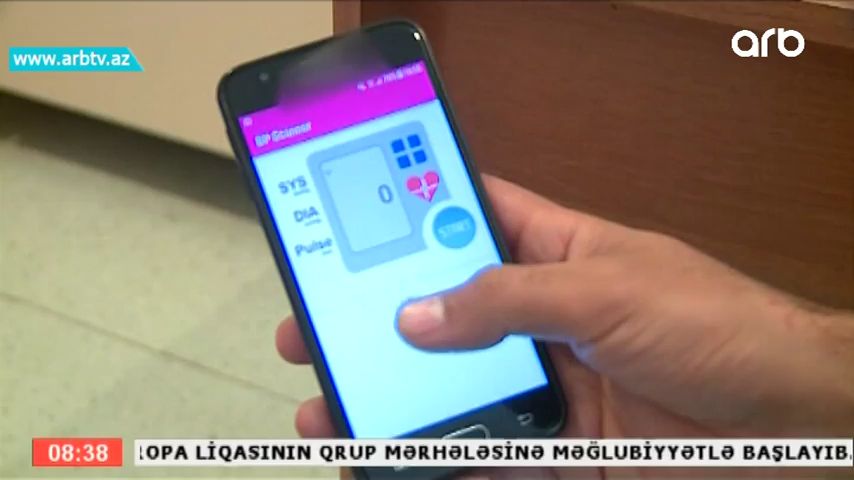 www.arbtv.az
arb
BP Scanner
SYS
DIA
Pulse
0
START
08:38
ROPA LİQASININ QRUP MƏRHƏLƏSİNƏ MƏĞLUBİYYƏTLƏ BAŞLAYIB.